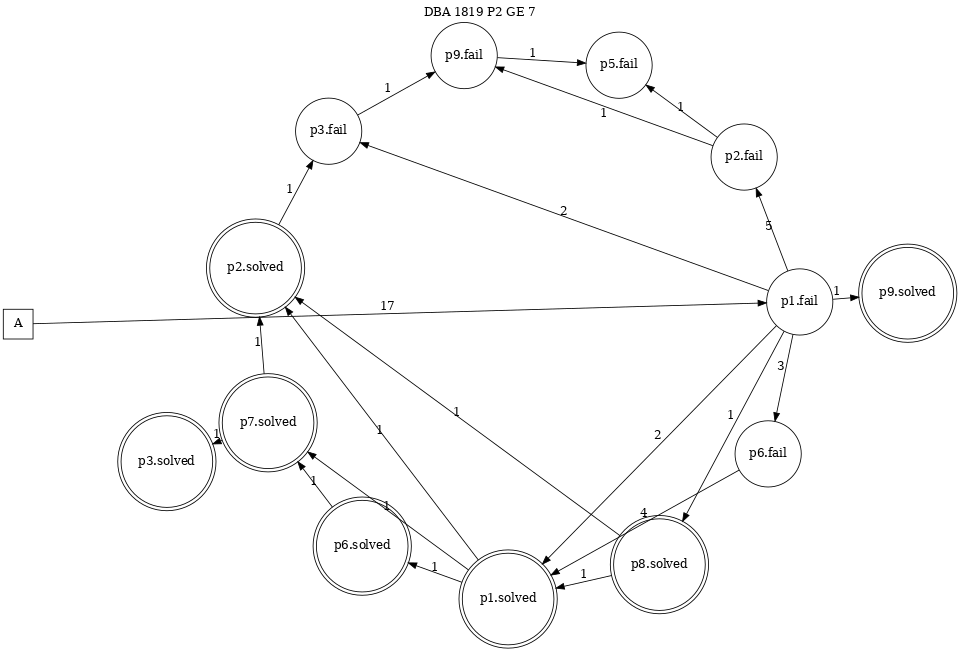 DBA 1819 P2 GE 7
p9.fail
1
p5.fail
1
1
1
p3.fail
p2.fail
1
2
5
p2.solved
p1.fail
1
p9.solved
A
17
1
3
1
1
1
2
p7.solved
1
p3.solved
p6.fail
1
1
4
p6.solved
1
1
p8.solved
p1.solved